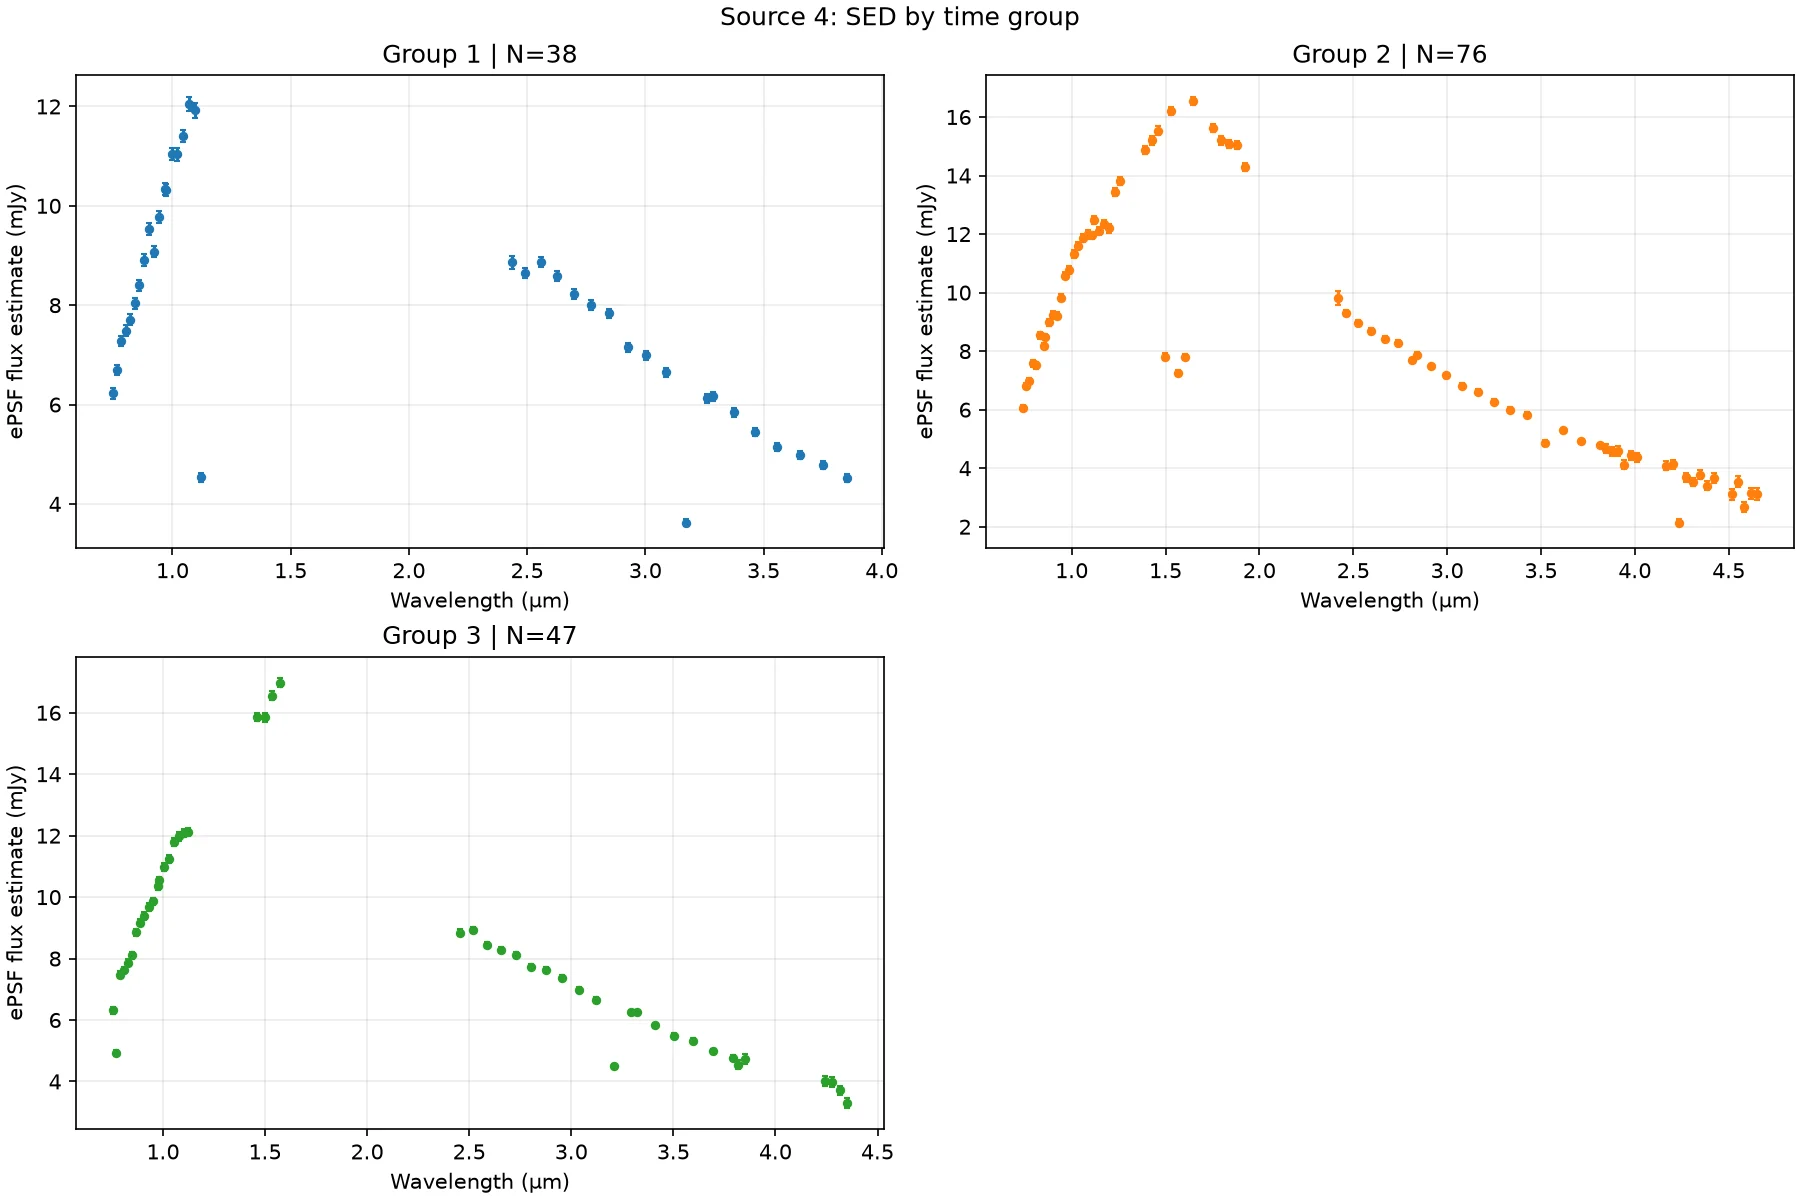 Source 4: SED by time group
Group 1 | N=38
ePSF flux estimate (mJy)
12
10
8
6
4
1.0 1.5 2.0 2.5 3.0 3.5 4.0
Wavelength (μm)
Group 2 | N=76
ePSF flux estimate (mJy)
16
14
12
10
8
6
4
2
1.0 1.5 2.0 2.5 3.0 3.5 4.0 4.5
Wavelength (μm)
Group 3 | N=47
ePSF flux estimate (mJy)
16
14
12
10
8
6
4
1.0 1.5 2.0 2.5 3.0 3.5 4.0 4.5
Wavelength (μm)